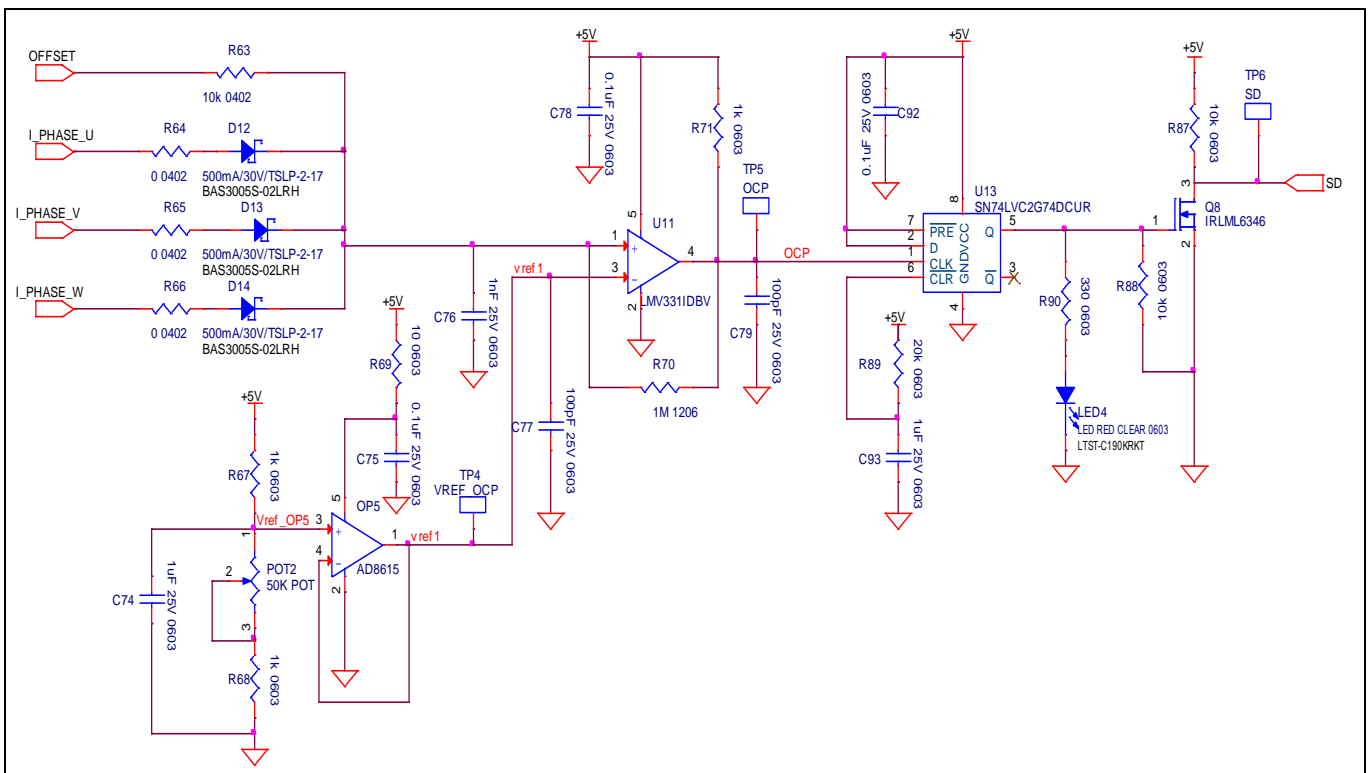 OFFSET
R63
10k 0402
I_PHASE_U
R64
D12
0 0402
500mA/30V/TSLP-2-17
BAS3005S-02LRH
I_PHASE_V
R65
D13
0 0402
500mA/30V/TSLP-2-17
BAS3005S-02LRH
I_PHASE_W
R66
D14
0 0402
500mA/30V/TSLP-2-17
BAS3005S-02LRH
+5V
C78
0.1uF 25V 0603
R71
1k 0603
TP5
OCP
U11
5
1
+
3
-
4
2
LMV331IDBV
vref1
C76
1nF 25V 0603
C77
100pF 25V 0603
R70
1M 1206
C79
100pF 25V 0603
OCP
+5V
R69
10 0603
C75
0.1uF 25V 0603
+5V
R67
1k 0603
Vref_OP5
3
+
4
-
5
OP5
1
2
AD8615
vref1
TP4
VREF_OCP
C74
1uF 25V 0603
1
2
3
POT2
50K POT
R68
1k 0603
+5V
C92
0.1uF 25V 0603
U13
SN74LVC2G74DCUR
8
7
PRE
2
D
1
CLK
6
CLR
GND
VCC
Q
5
Q
3
4
+5V
R89
20k 0603
C93
1uF 25V 0603
R90
330 0603
LED4
LED RED CLEAR 0603
LTST-C190KRKT
R88
10k 0603
+5V
R87
10k 0603
TP6
SD
SD
3
1
2
Q8
IRLML6346